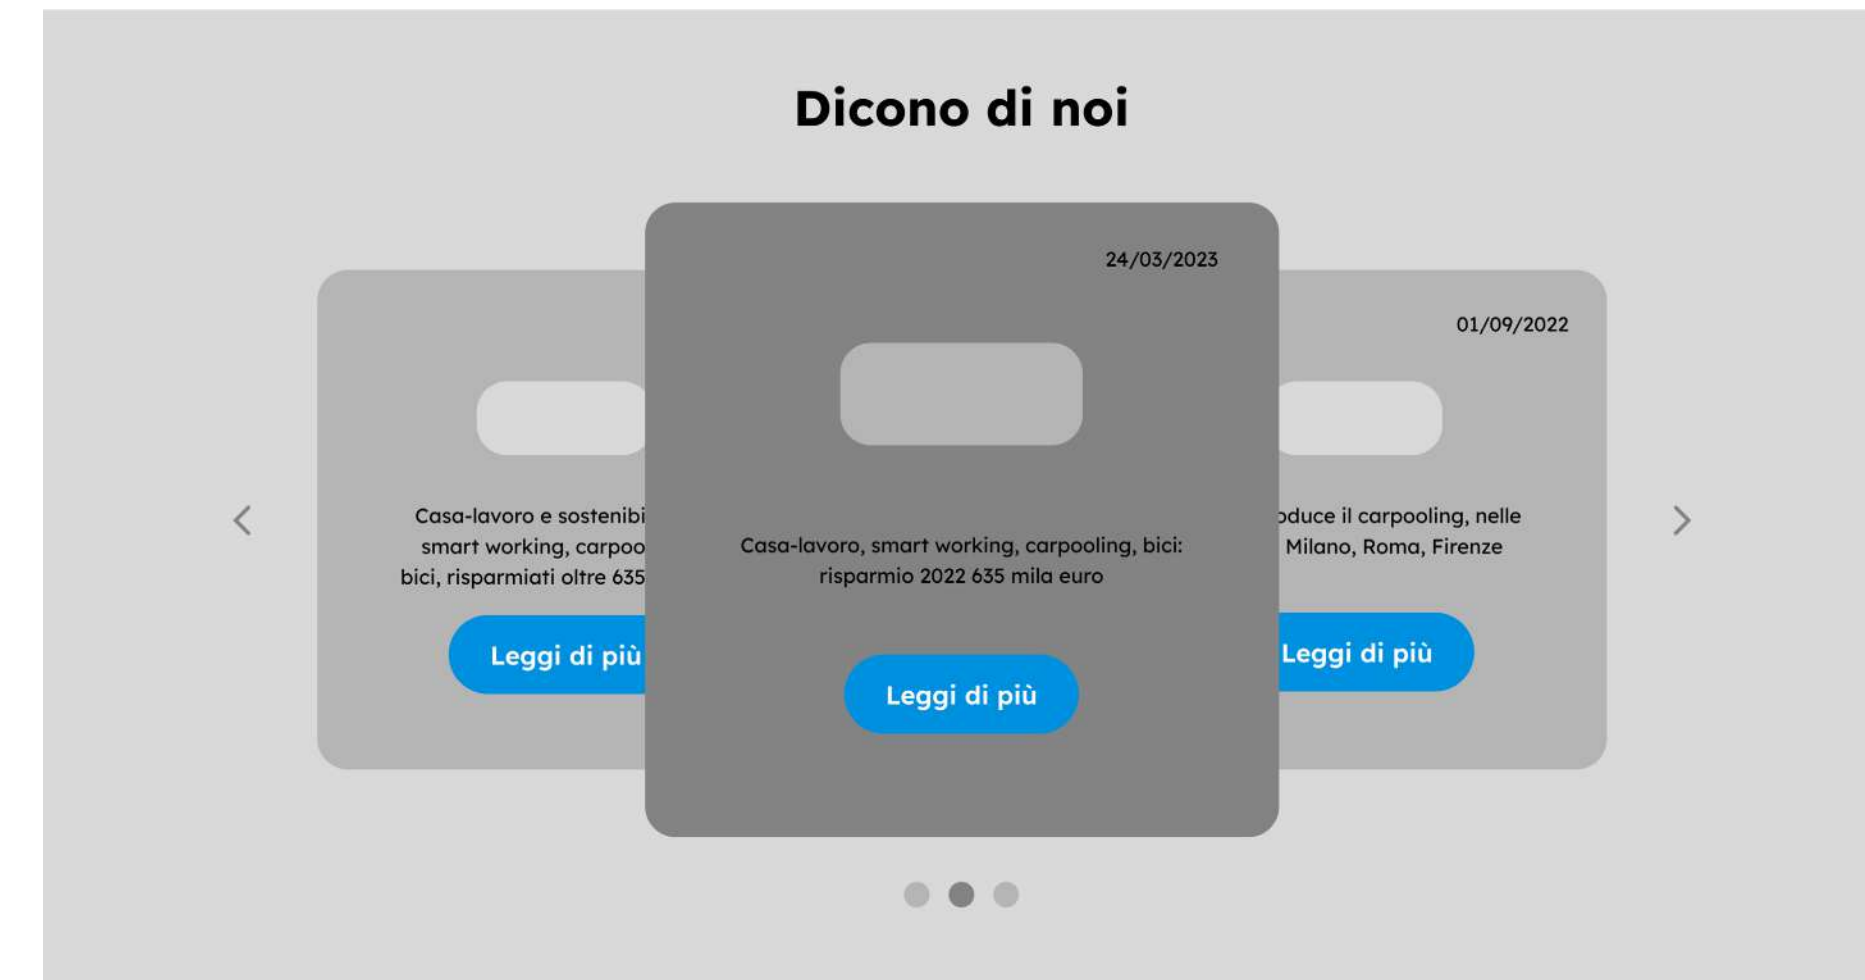 Dicono di noi
24/03/2023
01/09/2022
Casa-lavoro e sostenibi
smart working, carpoo
bici, risparmiati oltre 635
Leggi di più
Casa-lavoro, smart working, carpooling, bici:
risparmio 2022 635 mila euro
Leggi di più
oduce il carpooling, nelle
Milano, Roma, Firenze
Leggi di più